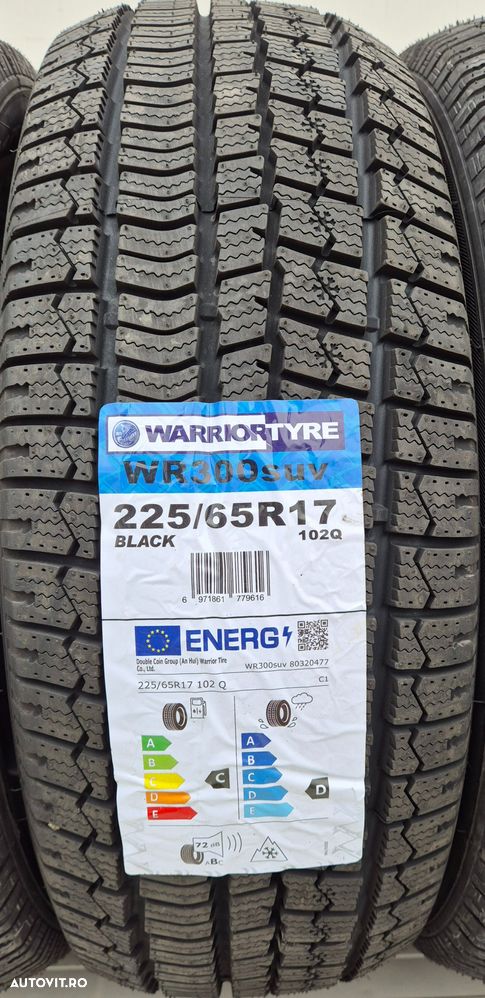 WARRIORTYRE
WR300suv
225/65R17
BLACK 102Q
6 971861 779616
ENERG
Double Coin Group (An Hui) Warrior Tire
Co., Ltd.
WR300suv 80320477
225/65R17 102 Q C1
A A
B B
C C C
D D D
E E
72 dB
ABC
AUTOVIT.RO